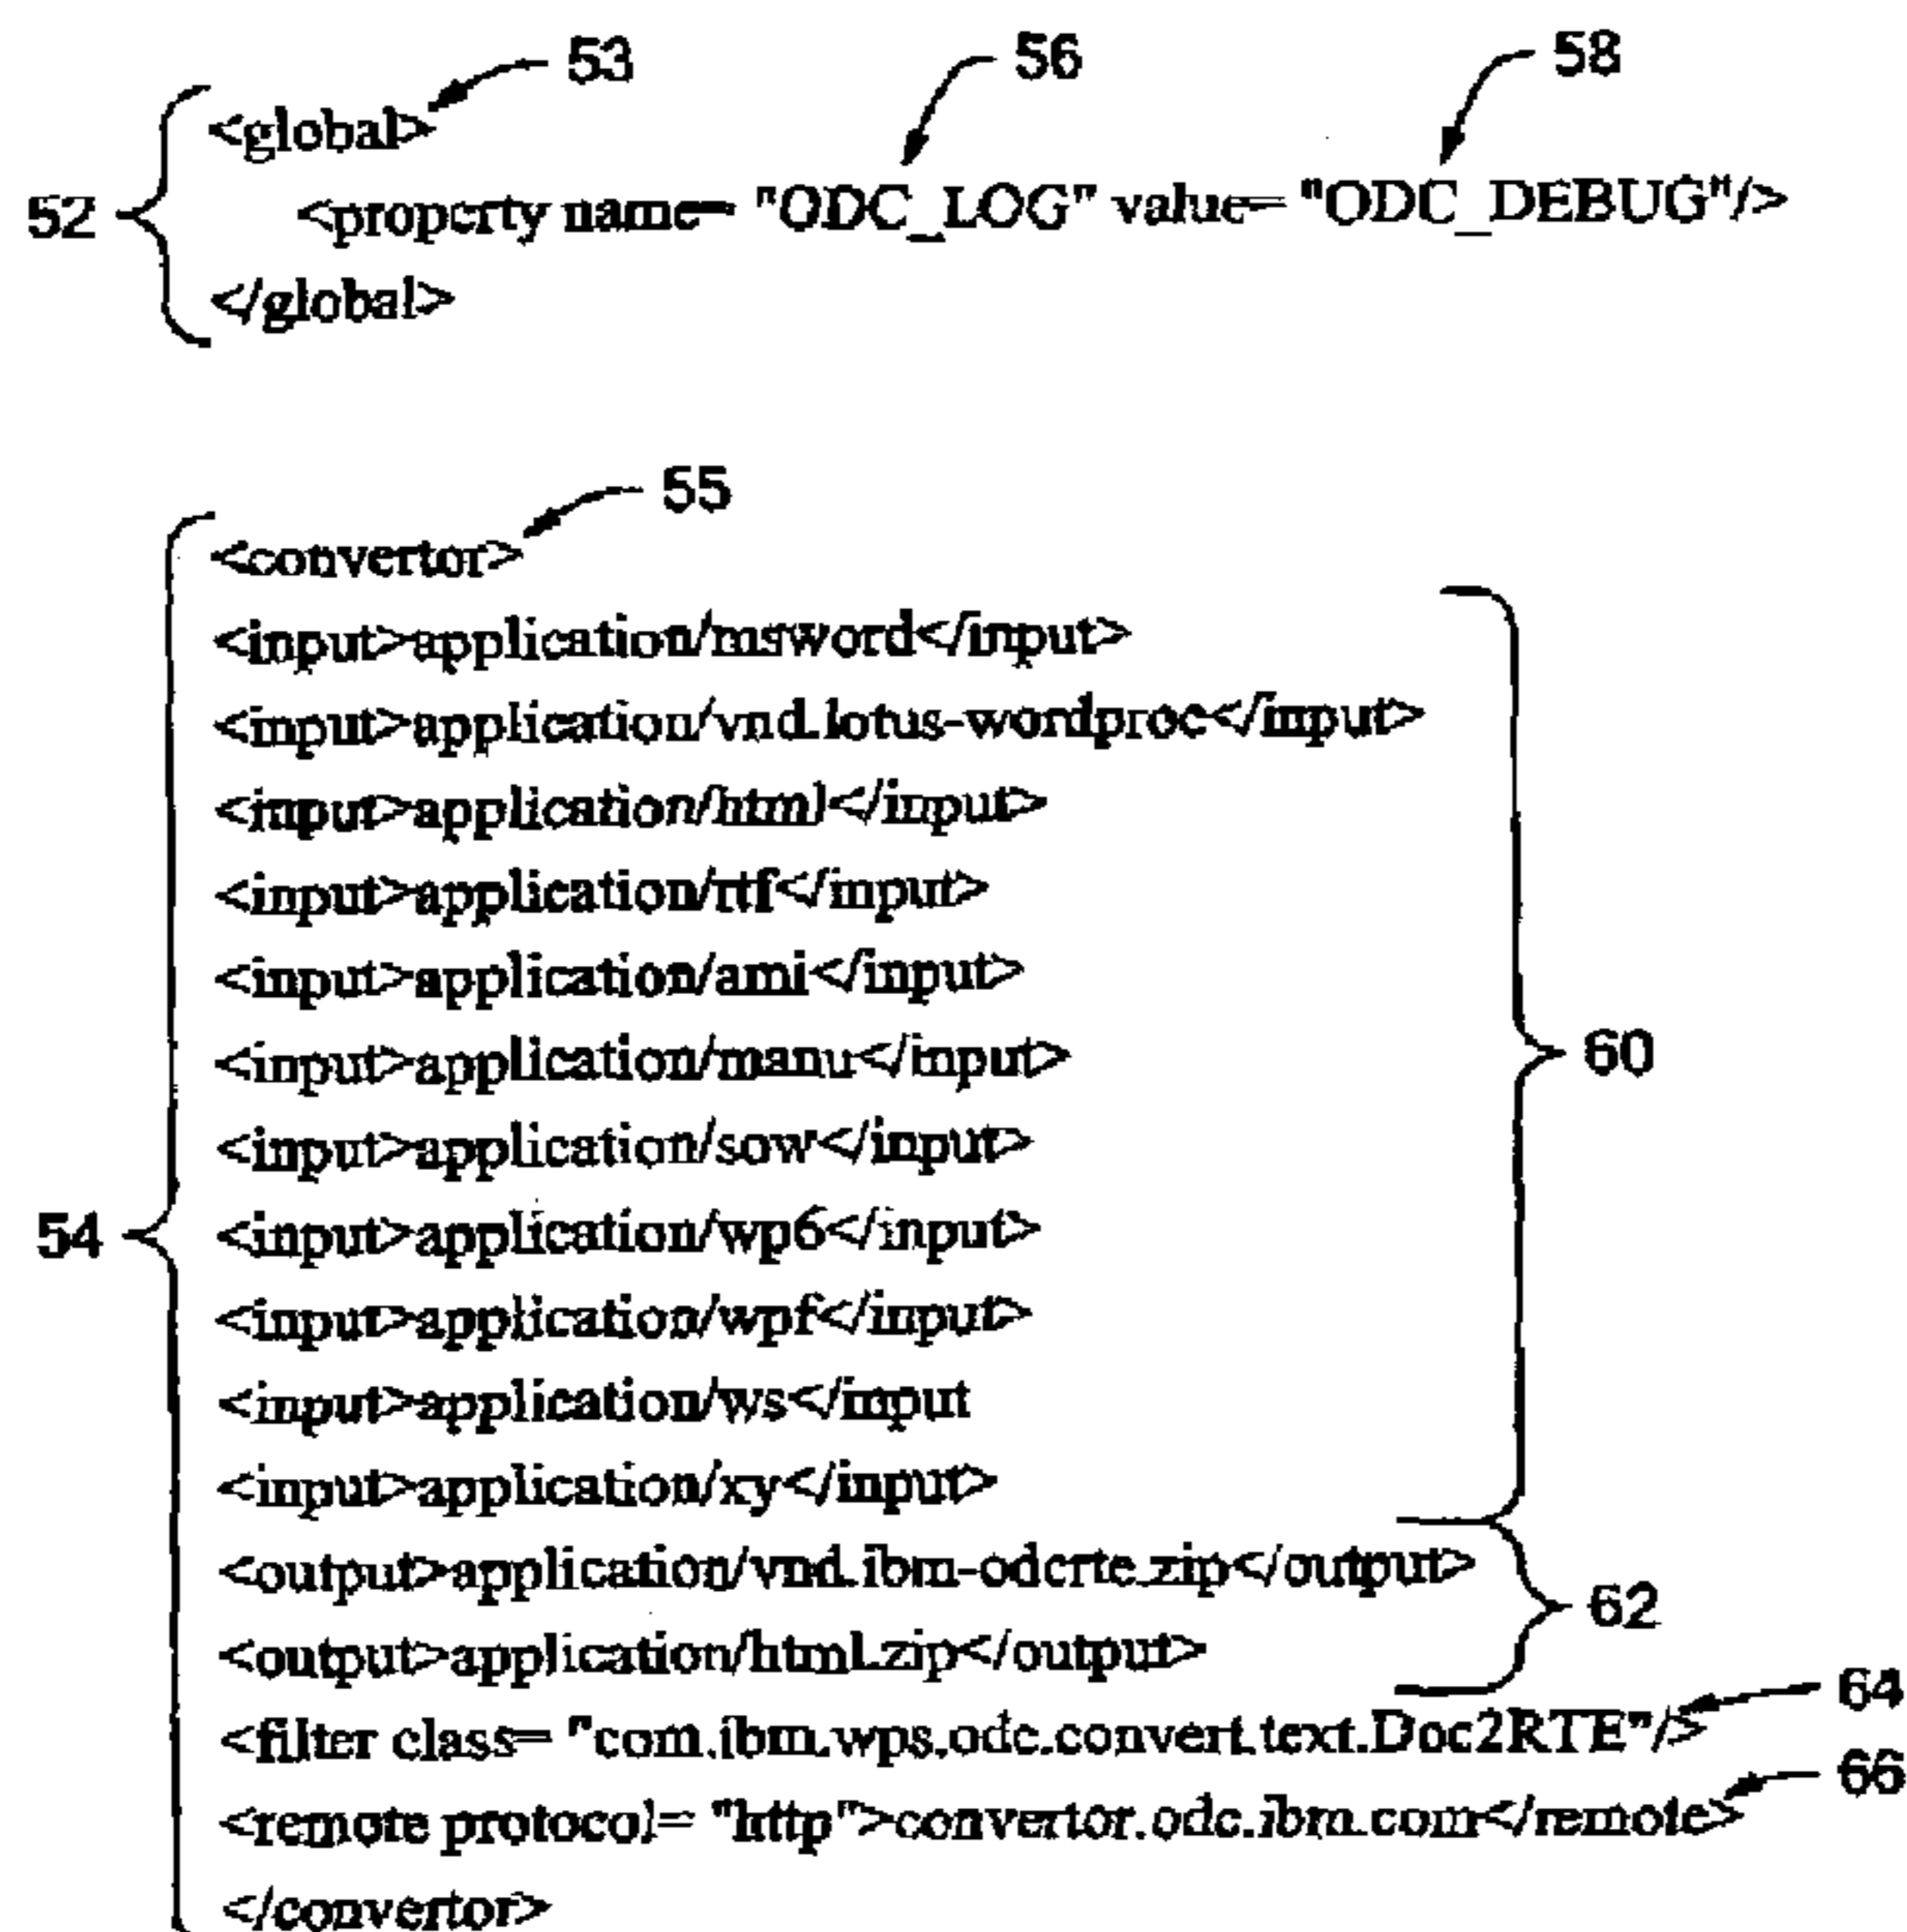 53 56 58
<global>
52 <property name= "ODC_LOG" value= "ODC_DEBUG"/>
</global>
55
<convertor>
<input>application/msword</input>
<input>application/vnd.lotus-wordproc</input>
<input>application/html</input>
<input>application/rtf</input>
<input>application/ami</input>
<input>application/manu</input>
60
<input>application/sow</input>
54 <input>application/wp6</input>
<input>application/wpf</input>
<input>application/ws</input
<input>application/xy</input>
<output>application/vnd.ibm-odcrte.zip</output>
62
<output>application/html.zip</output>
64
<filter class= "com.ibm.wps.odc.convert.text.Doc2RTE"/>
66
<remote protocol= "http">convertor.odc.ibm.com</remote>
</convertor>